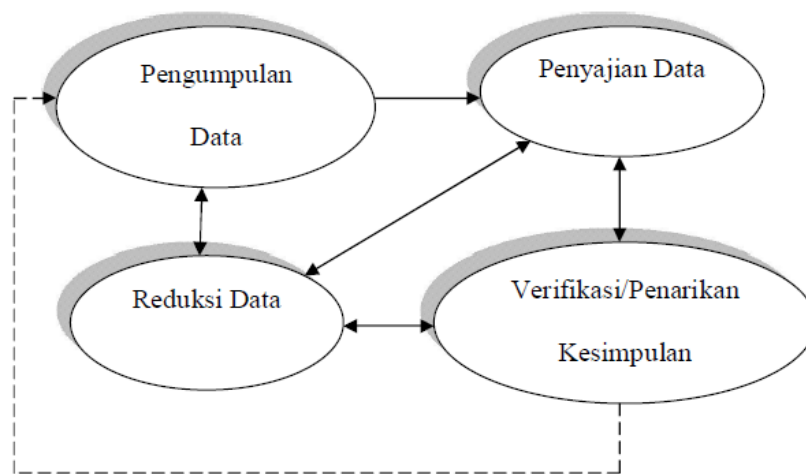 Pengumpulan
Data
Penyajian Data
Reduksi Data
Verifikasi/Penarikan
Kesimpulan